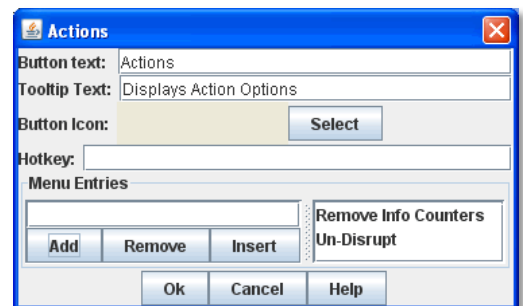 Actions
Button text: Actions
Tooltip Text: Displays Action Options
Button Icon: Select
Hotkey:
Menu Entries
Remove Info Counters
Un-Disrupt
Add Remove Insert
Ok Cancel Help